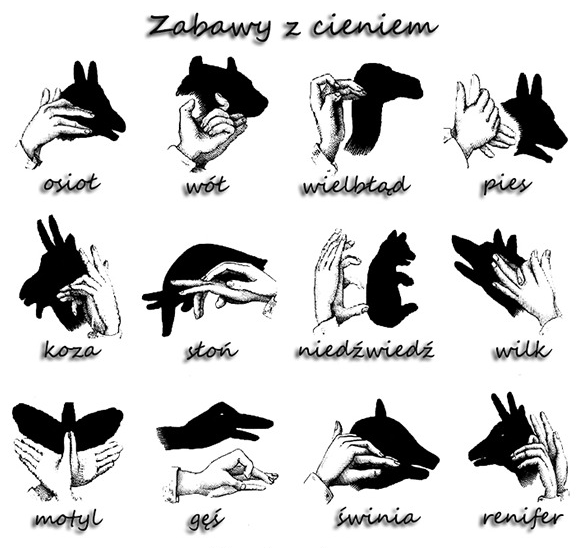 Zabawy z cieniem
osioł wół wielbłąd pies
koza słoń niedźwiedź wilk
motyl gęś świnia renifer